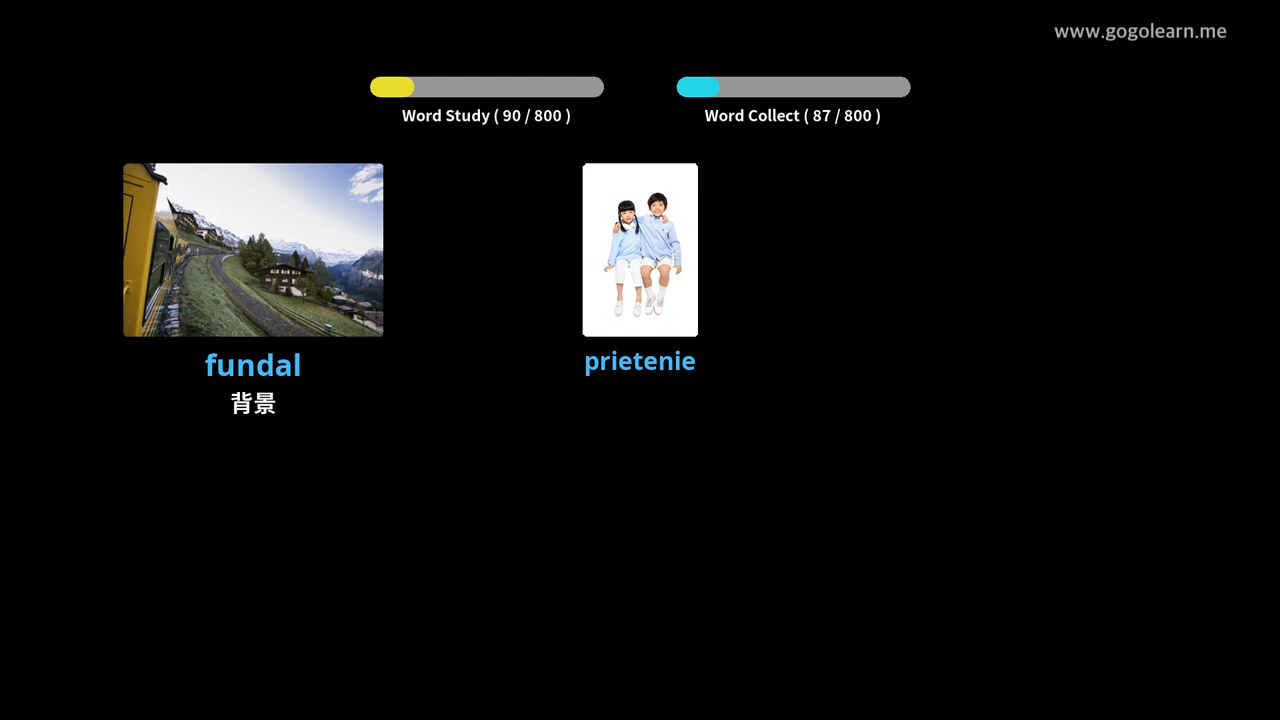 www.gogolearn.me
Word Study ( 90 / 800 )
Word Collect ( 87 / 800 )
fundal
背景
prietenie